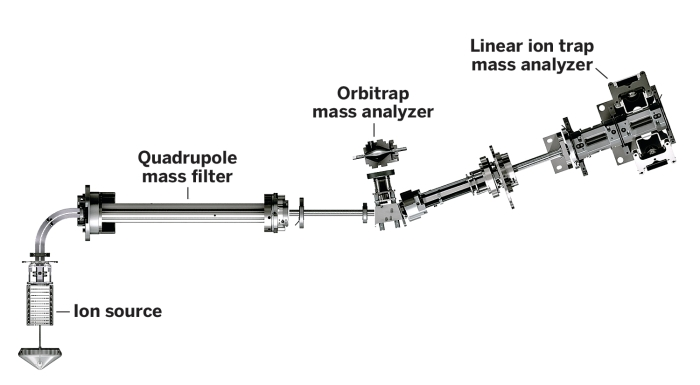 Linear ion trap
mass analyzer
Orbitrap
mass analyzer
Quadrupole
mass filter
Ion source